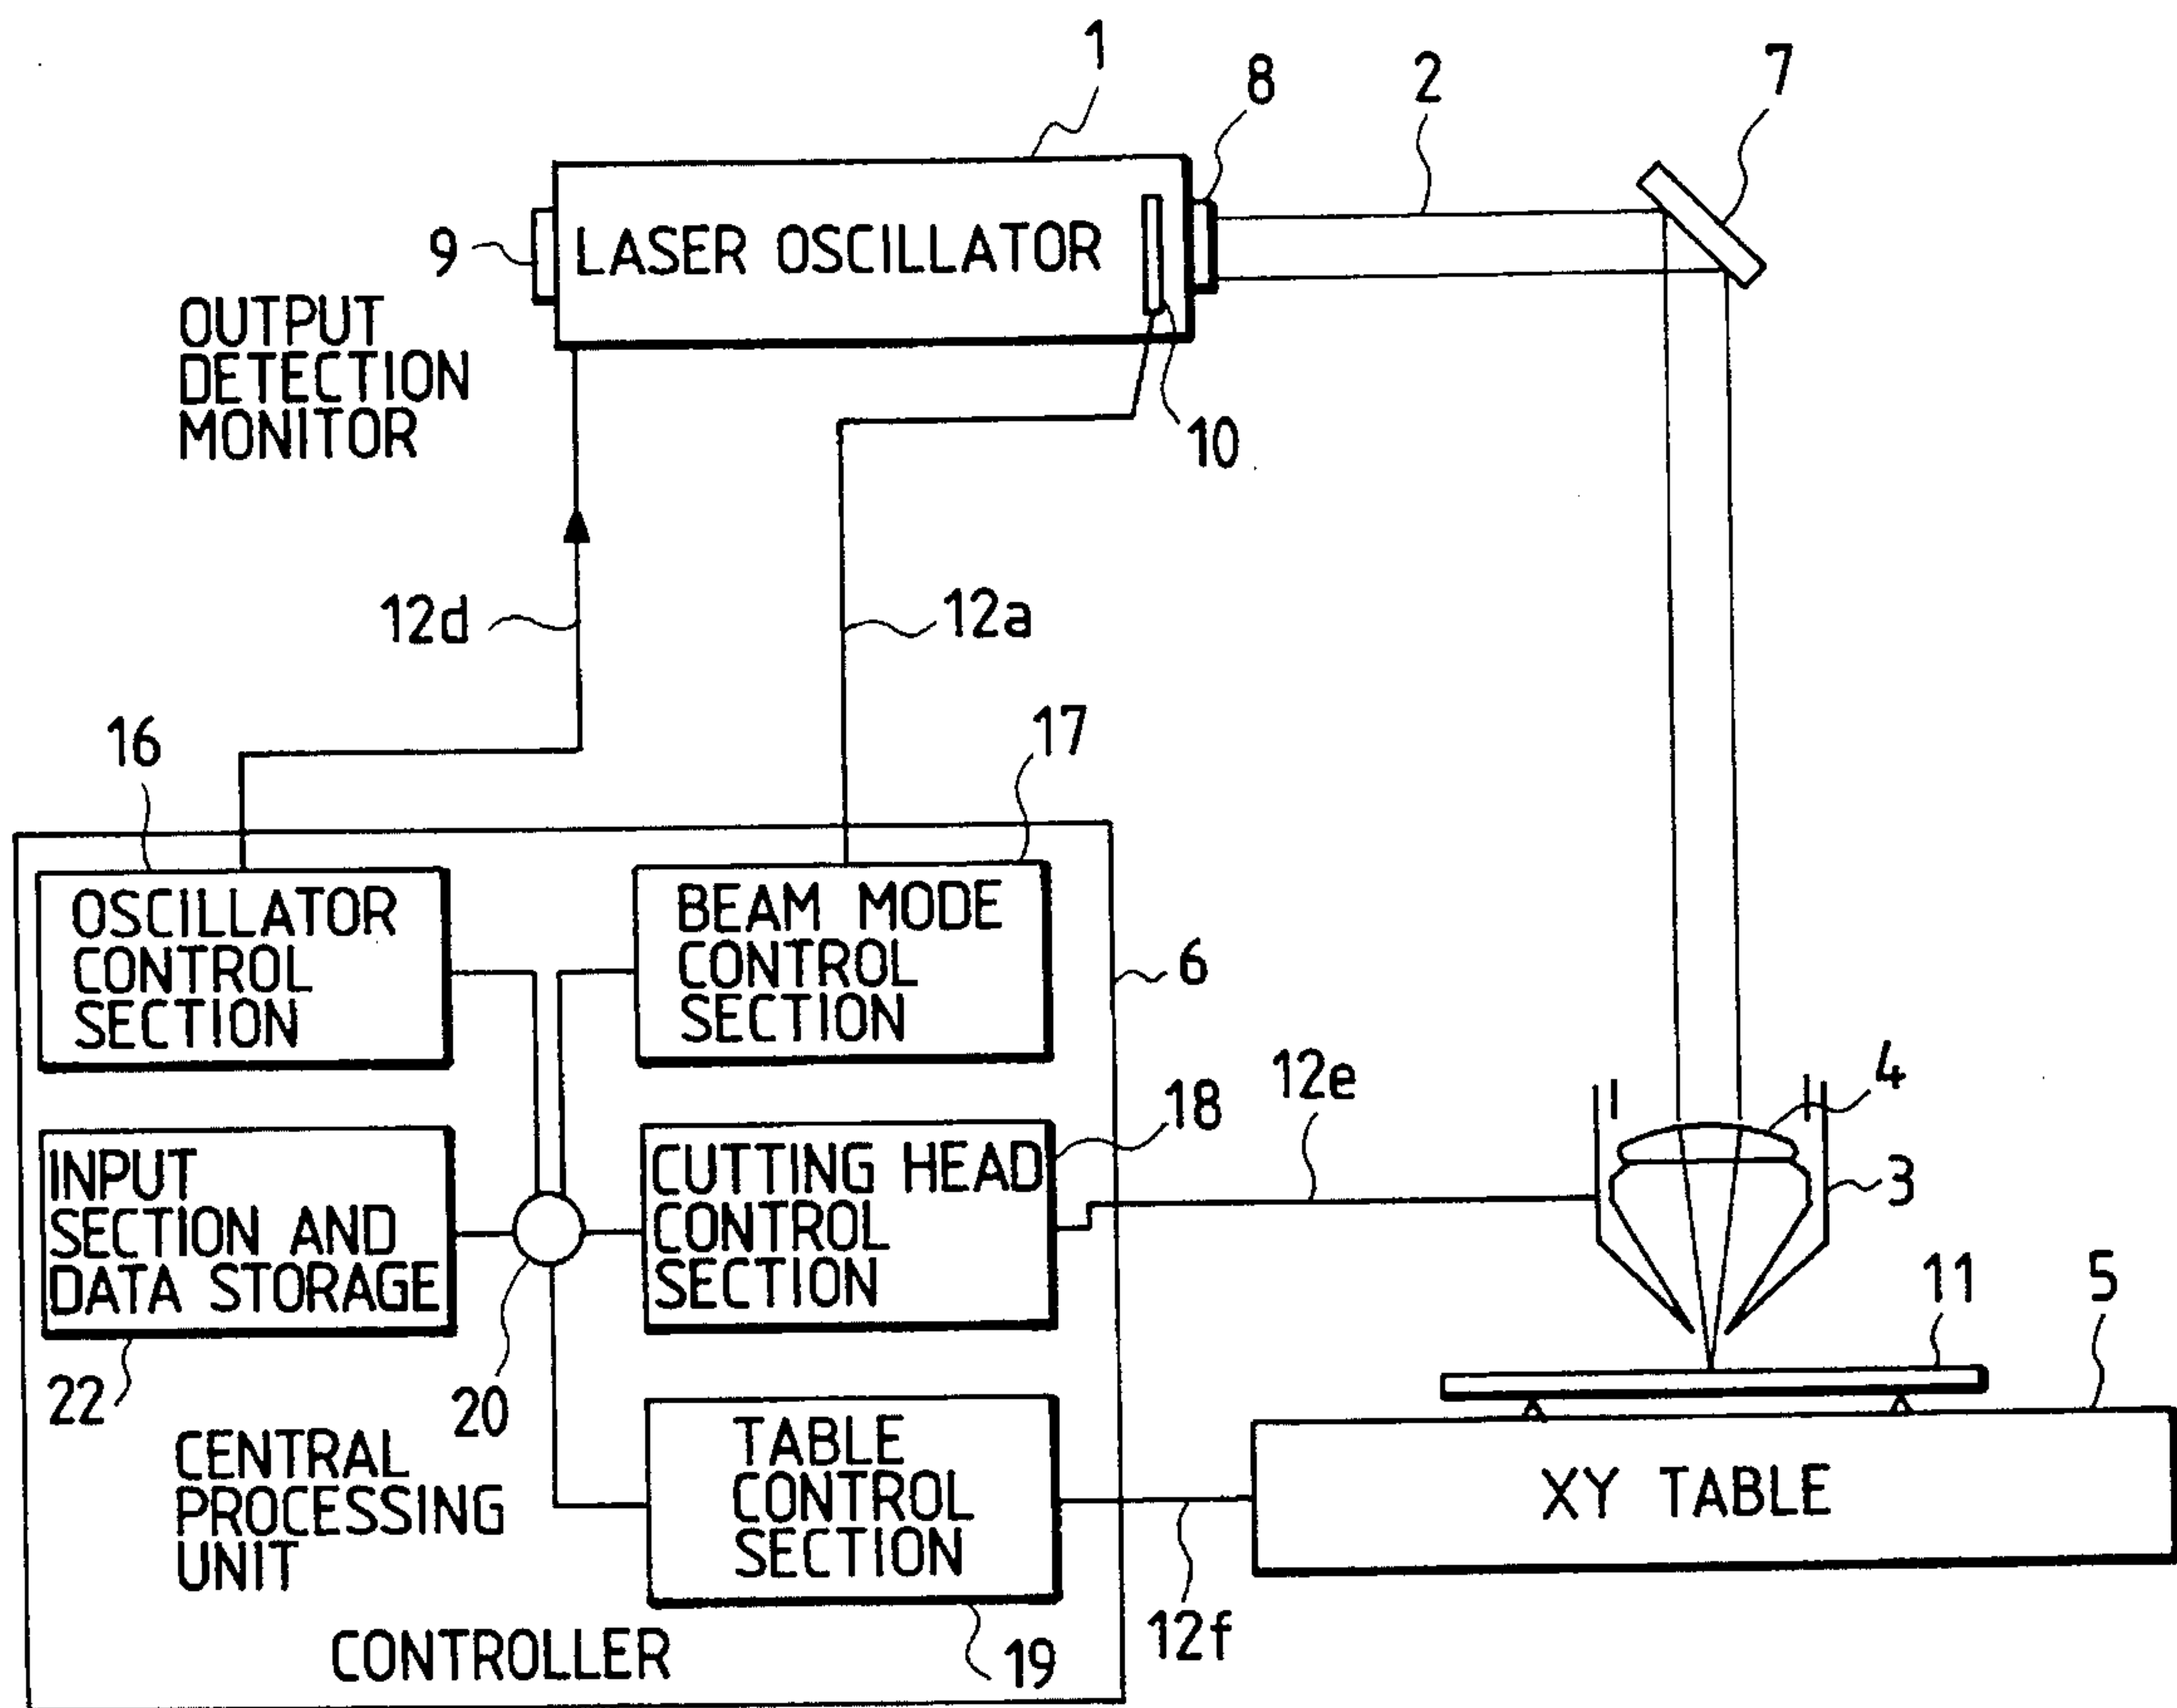 1
8
2
7
9
LASER OSCILLATOR
OUTPUT
DETECTION
MONITOR
10
12d
12a
16
17
OSCILLATOR
CONTROL
SECTION
BEAM MODE
CONTROL
SECTION
6
12e
4
18
INPUT
SECTION AND
DATA STORAGE
CUTTING HEAD
CONTROL
SECTION
3
11
5
22
20
CENTRAL
PROCESSING
UNIT
TABLE
CONTROL
SECTION
XY TABLE
12f
CONTROLLER
19